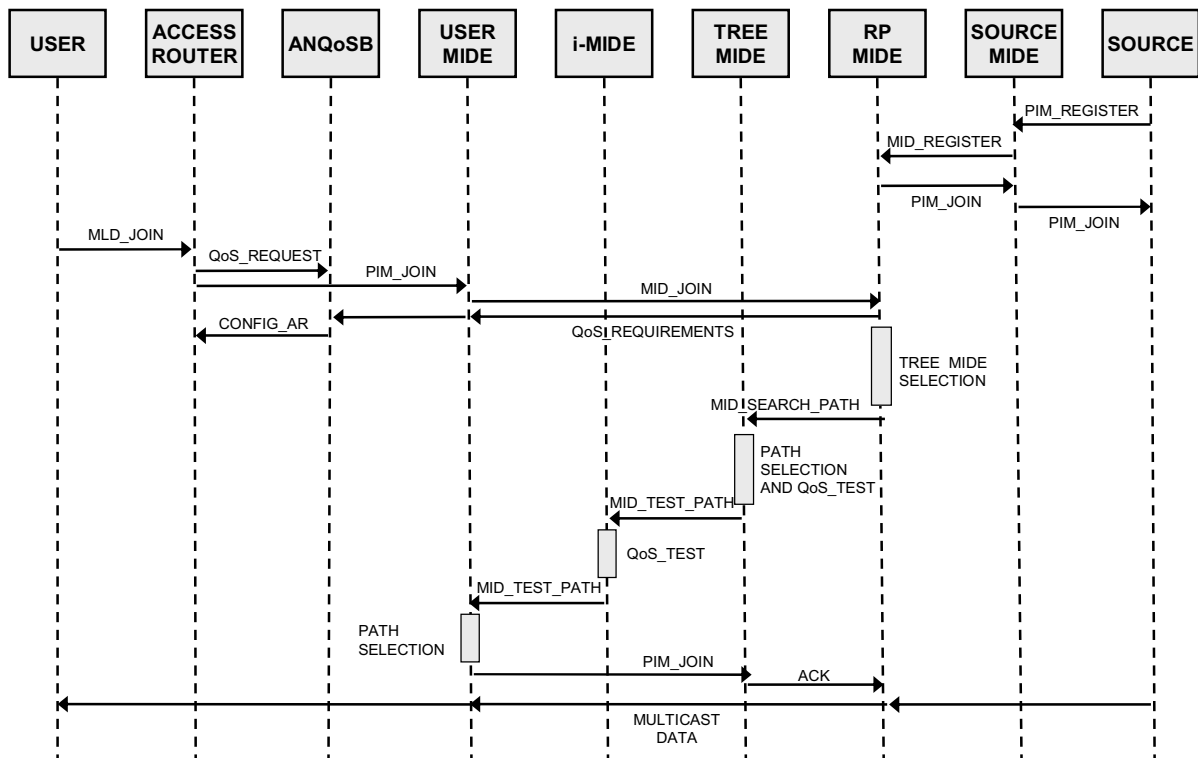 USER
ACCESS
ROUTER
ANQoSB
USER
MIDE
i-MIDE
TREE
MIDE
RP
MIDE
SOURCE
MIDE
SOURCE
PIM_REGISTER
MID_REGISTER
PIM_JOIN
PIM_JOIN
MLD_JOIN
QoS_REQUEST
PIM_JOIN
MID_JOIN
CONFIG_AR
QoS_REQUIREMENTS
TREE MIDE
SELECTION
MID_SEARCH_PATH
PATH
SELECTION
AND QoS_TEST
MID_TEST_PATH
QoS_TEST
MID_TEST_PATH
PATH
SELECTION
PIM_JOIN
ACK
MULTICAST
DATA